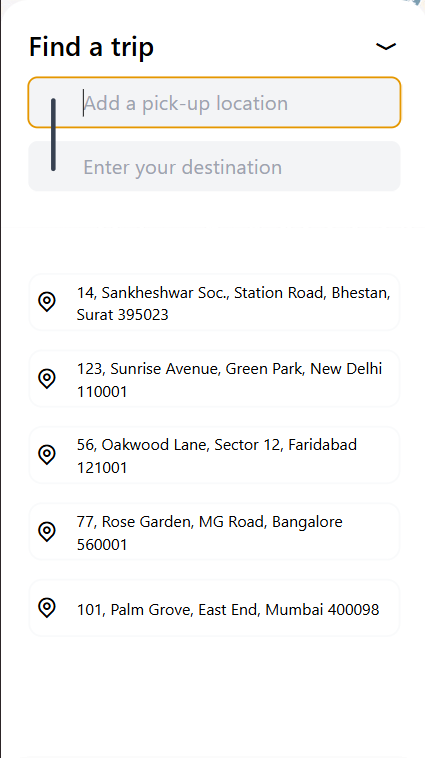 Find a trip
Add a pick-up location
Enter your destination
14, Sankheshwar Soc., Station Road, Bhestan,
Surat 395023
123, Sunrise Avenue, Green Park, New Delhi
110001
56, Oakwood Lane, Sector 12, Faridabad
121001
77, Rose Garden, MG Road, Bangalore
560001
101, Palm Grove, East End, Mumbai 400098